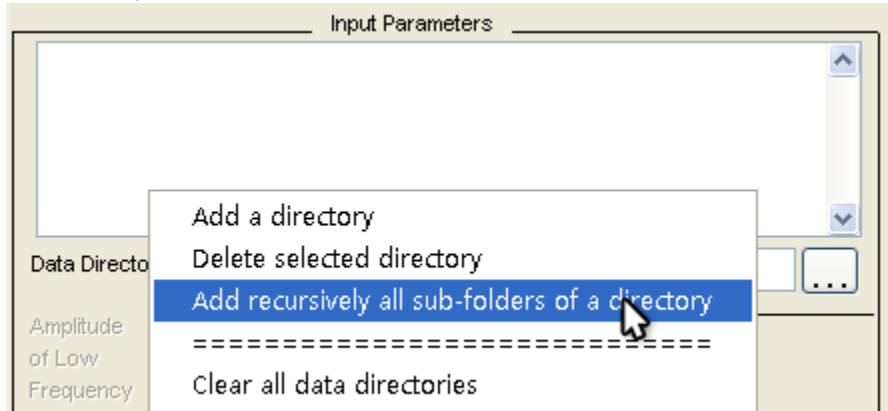 Input Parameters
Add a directory
Delete selected directory
Data Directo
...
Add recursively all sub-folders of a directory
Amplitude
of Low
Frequency
=============================
Clear all data directories